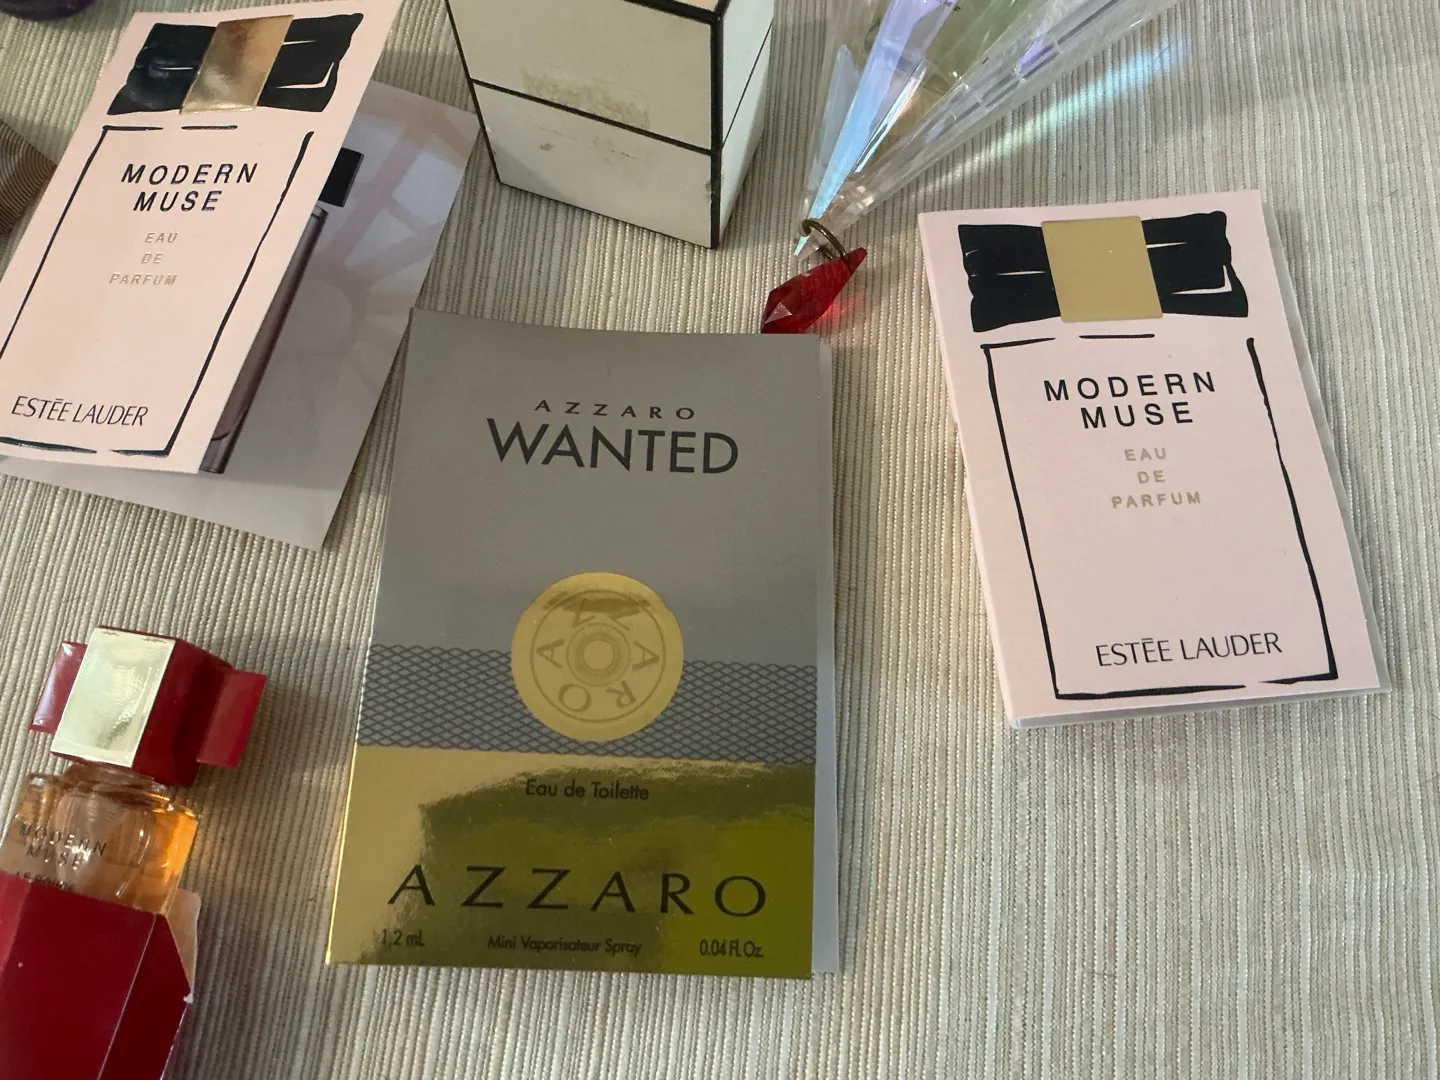 MODERN
MUSE
EAU
DE
PARFUM
ESTĒE LAUDER
AZZARO
WANTED
AZZARO
Eau de Toilette
AZZARO
1,2 mL
Mini Vaporisateur Spray
0.04 Fl. Oz.
MODERN
MUSE
EAU
DE
PARFUM
ESTĒE LAUDER
MODERN
MUSE